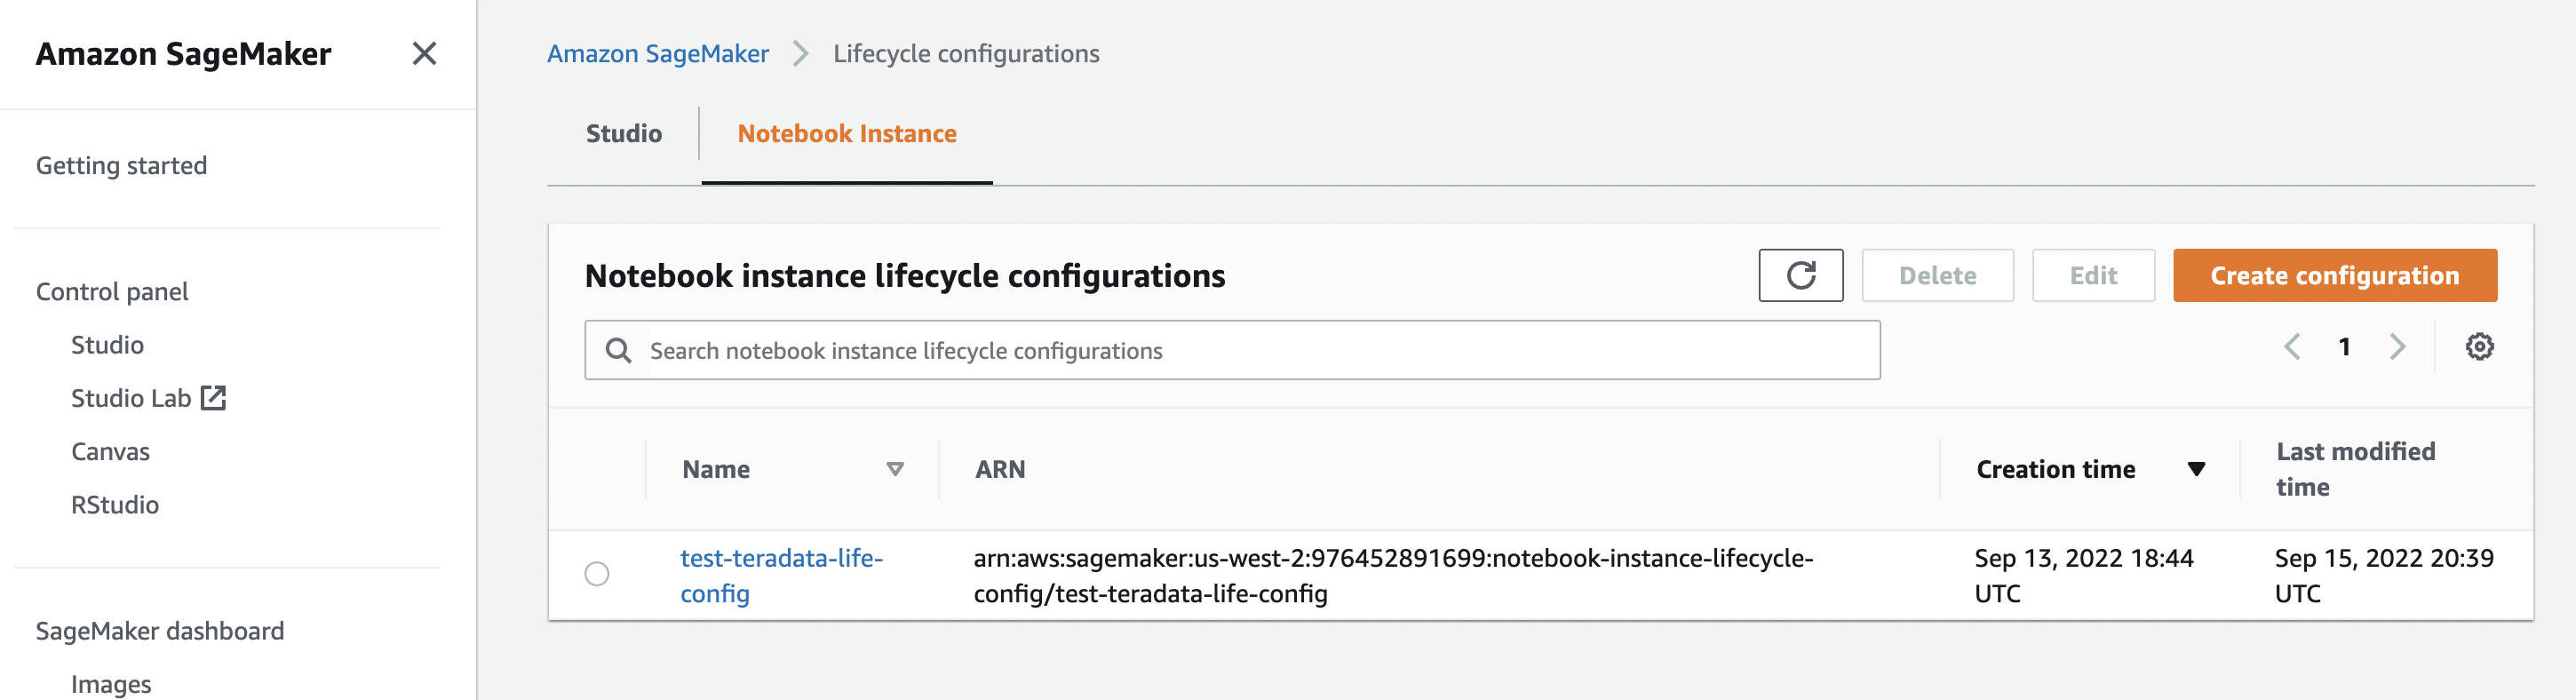 Amazon SageMaker
Getting started
Control panel
Studio
Studio Lab
Canvas
RStudio
SageMaker dashboard
Images
Amazon SageMaker > Lifecycle configurations
Studio
Notebook Instance
Notebook instance lifecycle configurations
Delete
Edit
Create configuration
Search notebook instance lifecycle configurations
1
Name
ARN
Creation time
Last modified
time
test-teradata-life-
config
arn:aws:sagemaker:us-west-2:976452891699:notebook-instance-lifecycle-
config/test-teradata-life-config
Sep 13, 2022 18:44
UTC
Sep 15, 2022 20:39
UTC